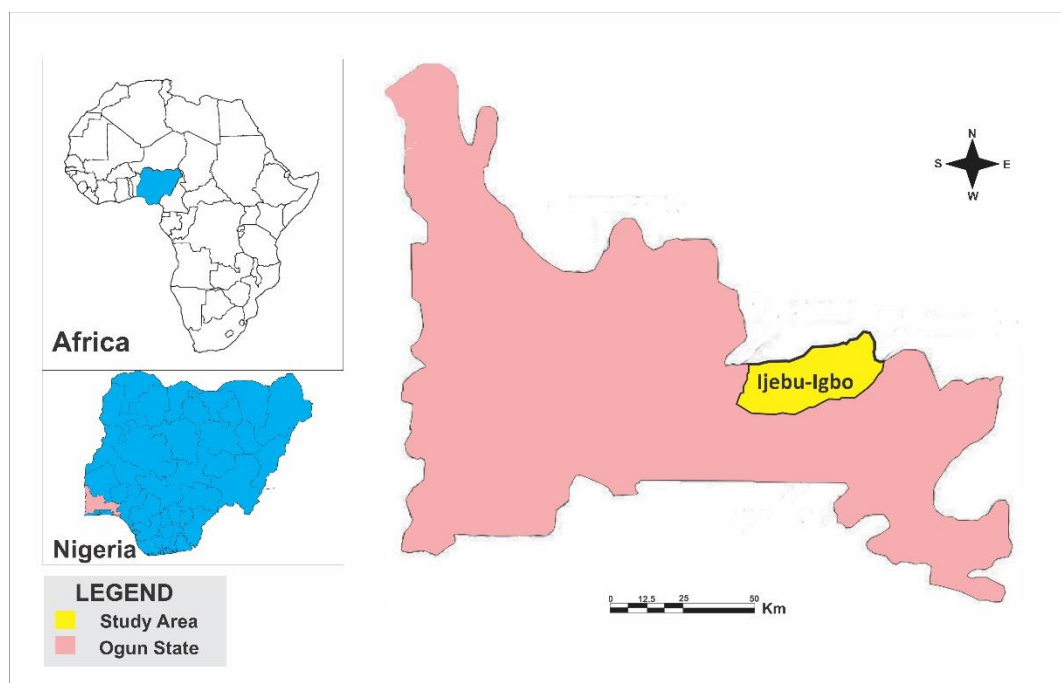 Africa
Nigeria
LEGEND
Study Area
Ogun State
Ijebu-Igbo
N
S E
W
0 12.5 25 50
Km